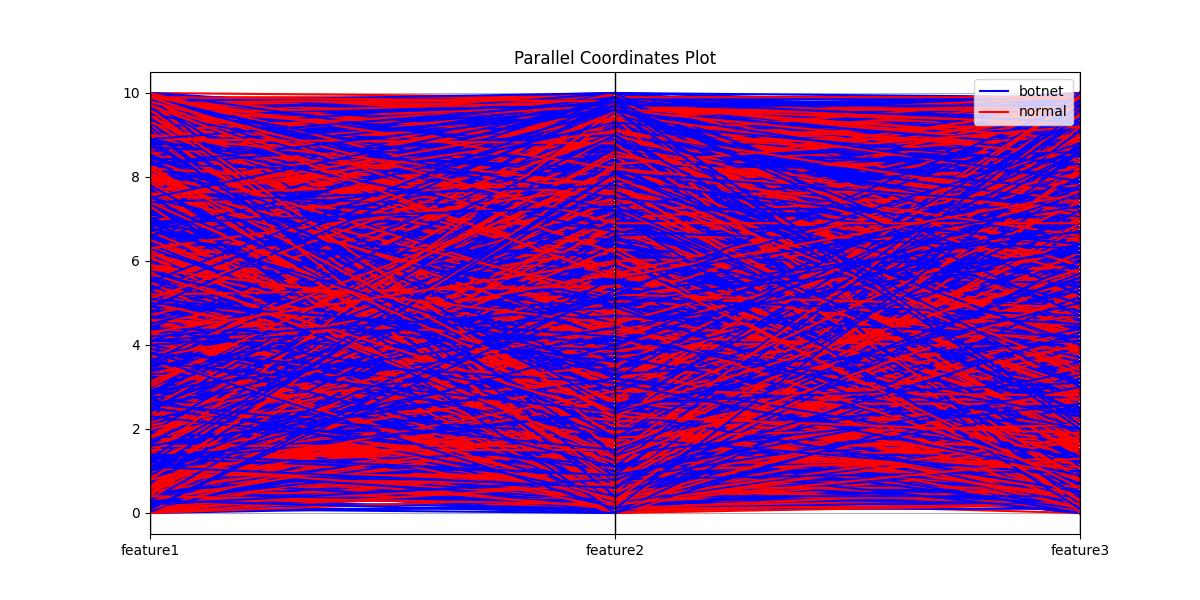 Parallel Coordinates Plot
botnet
normal
10
8
6
4
2
0
feature1
feature2
feature3